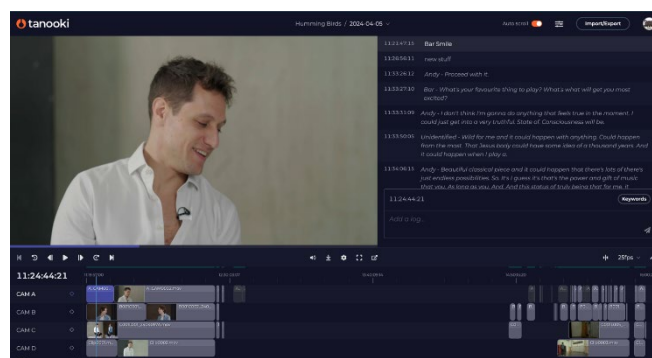 tanooki
Humming Birds / 2024-04-05
Auto scroll
Import/Export
11:23:47:15 Bar Smile
11:28:58:11 new stuff
11:33:26:12 Andy - Proceed with it.
11:33:27:10 Bar - What's your favourite thing to play? What's what will get you most
excited?
11:33:31:09 Andy - I don't think I'm gonna do anything that feels true in the moment. I
could just get into a very truthful. State of. Consciousness will be.
11:33:50:05 Unidentified - Wild for me and it could happen with anything. Could happen
from the most. That Jesus body could have some idea of a thousand years. And
it could happen when I play a.
11:34:06:15 Andy - Beautiful classical piece and it could happen that there's lots of there's
just endless possibilities. So. It's I guess it's that's the power and gift of music
that you. As long as you. And. And this status of truly being that for me. It
11:24:44:21
Keywords
Add a log...
25fps
11:24:44:21
CAM A
CAM B
CAM C
CAM D